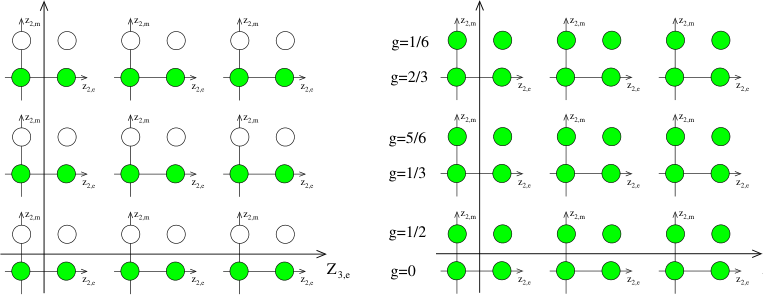 z2,m z2,m z2,m z2,m z2,m z2,m
g=1/6
g=2/3
z2,e z2,e z2,e z2,e z2,e z2,e
z2,m z2,m z2,m z2,m z2,m z2,m
g=5/6
g=1/3
z2,e z2,e z2,e z2,e z2,e z2,e
z2,m z2,m z2,m z2,m z2,m z2,m
g=1/2
Z3,e g=0
z2,e z2,e z2,e z2,e z2,e z2,e